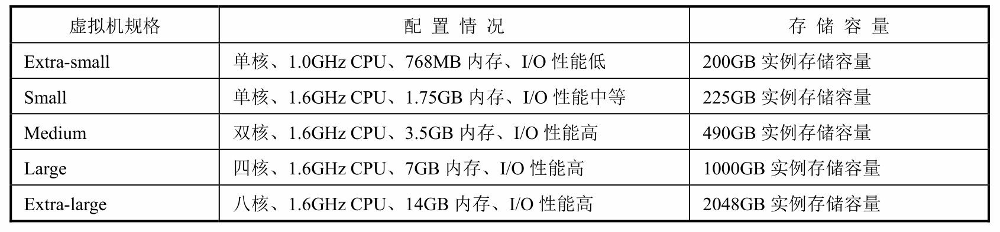 虚拟机规格 配置情况 存储容量
Extra-small 单核、1.0GHz CPU、768MB 内存、I/O 性能低 200GB 实例存储容量
Small 单核、1.6GHz CPU、1.75GB 内存、I/O 性能中等 225GB 实例存储容量
Medium 双核、1.6GHz CPU、3.5GB 内存、I/O 性能高 490GB 实例存储容量
Large 四核、1.6GHz CPU、7GB 内存、I/O 性能高 1000GB 实例存储容量
Extra-large 八核、1.6GHz CPU、14GB 内存、I/O 性能高 2048GB 实例存储容量